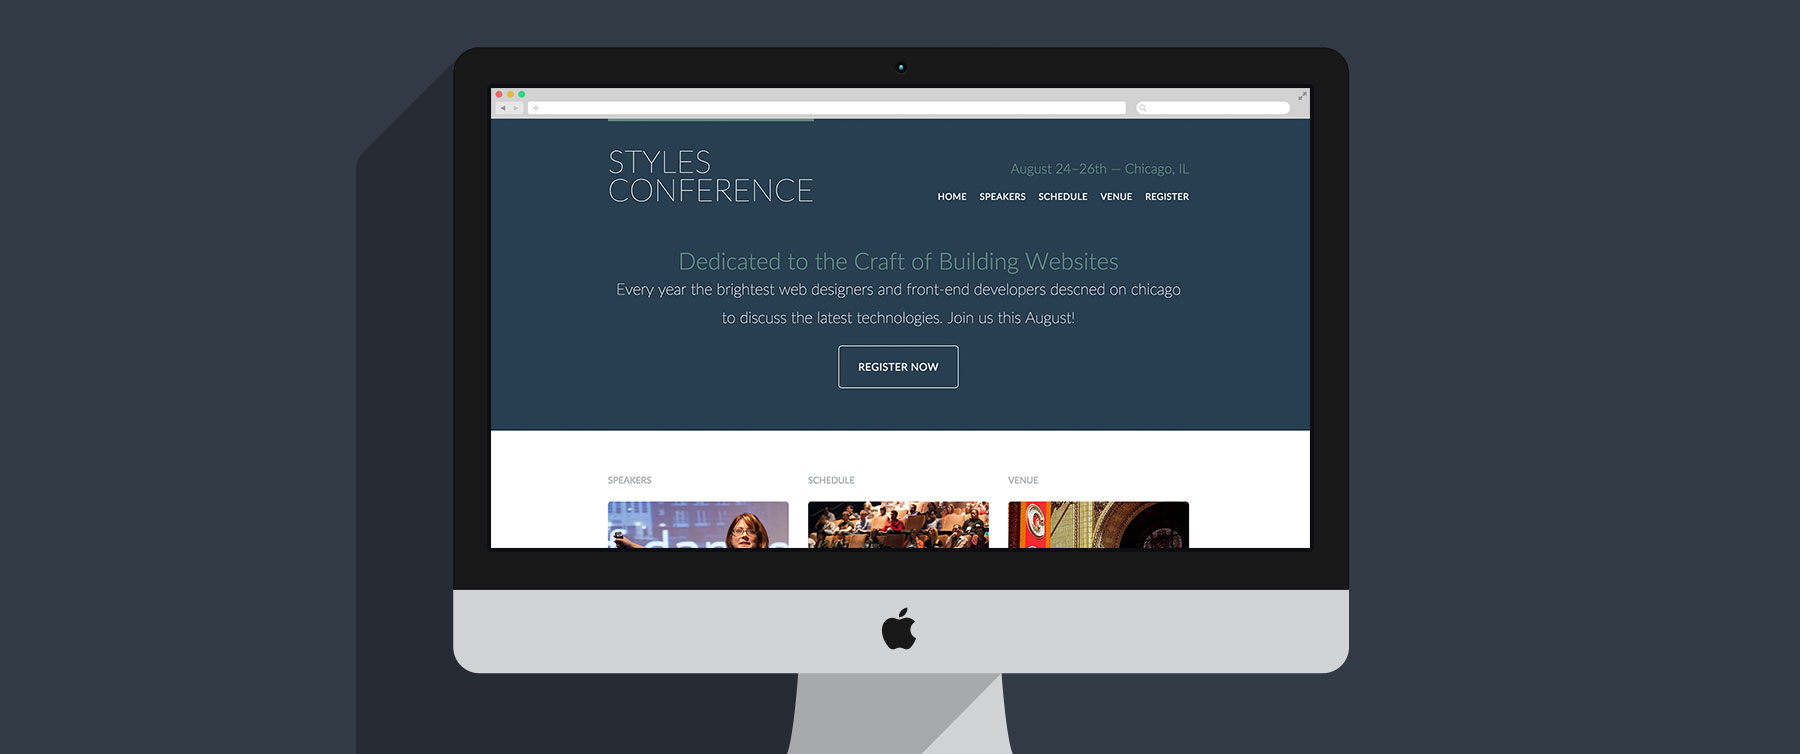 STYLES
CONFERENCE
August 24–26th — Chicago, IL
HOME SPEAKERS SCHEDULE VENUE REGISTER
Dedicated to the Craft of Building Websites
Every year the brightest web designers and front-end developers descned on chicago
to discuss the latest technologies. Join us this August!
REGISTER NOW
SPEAKERS SCHEDULE VENUE